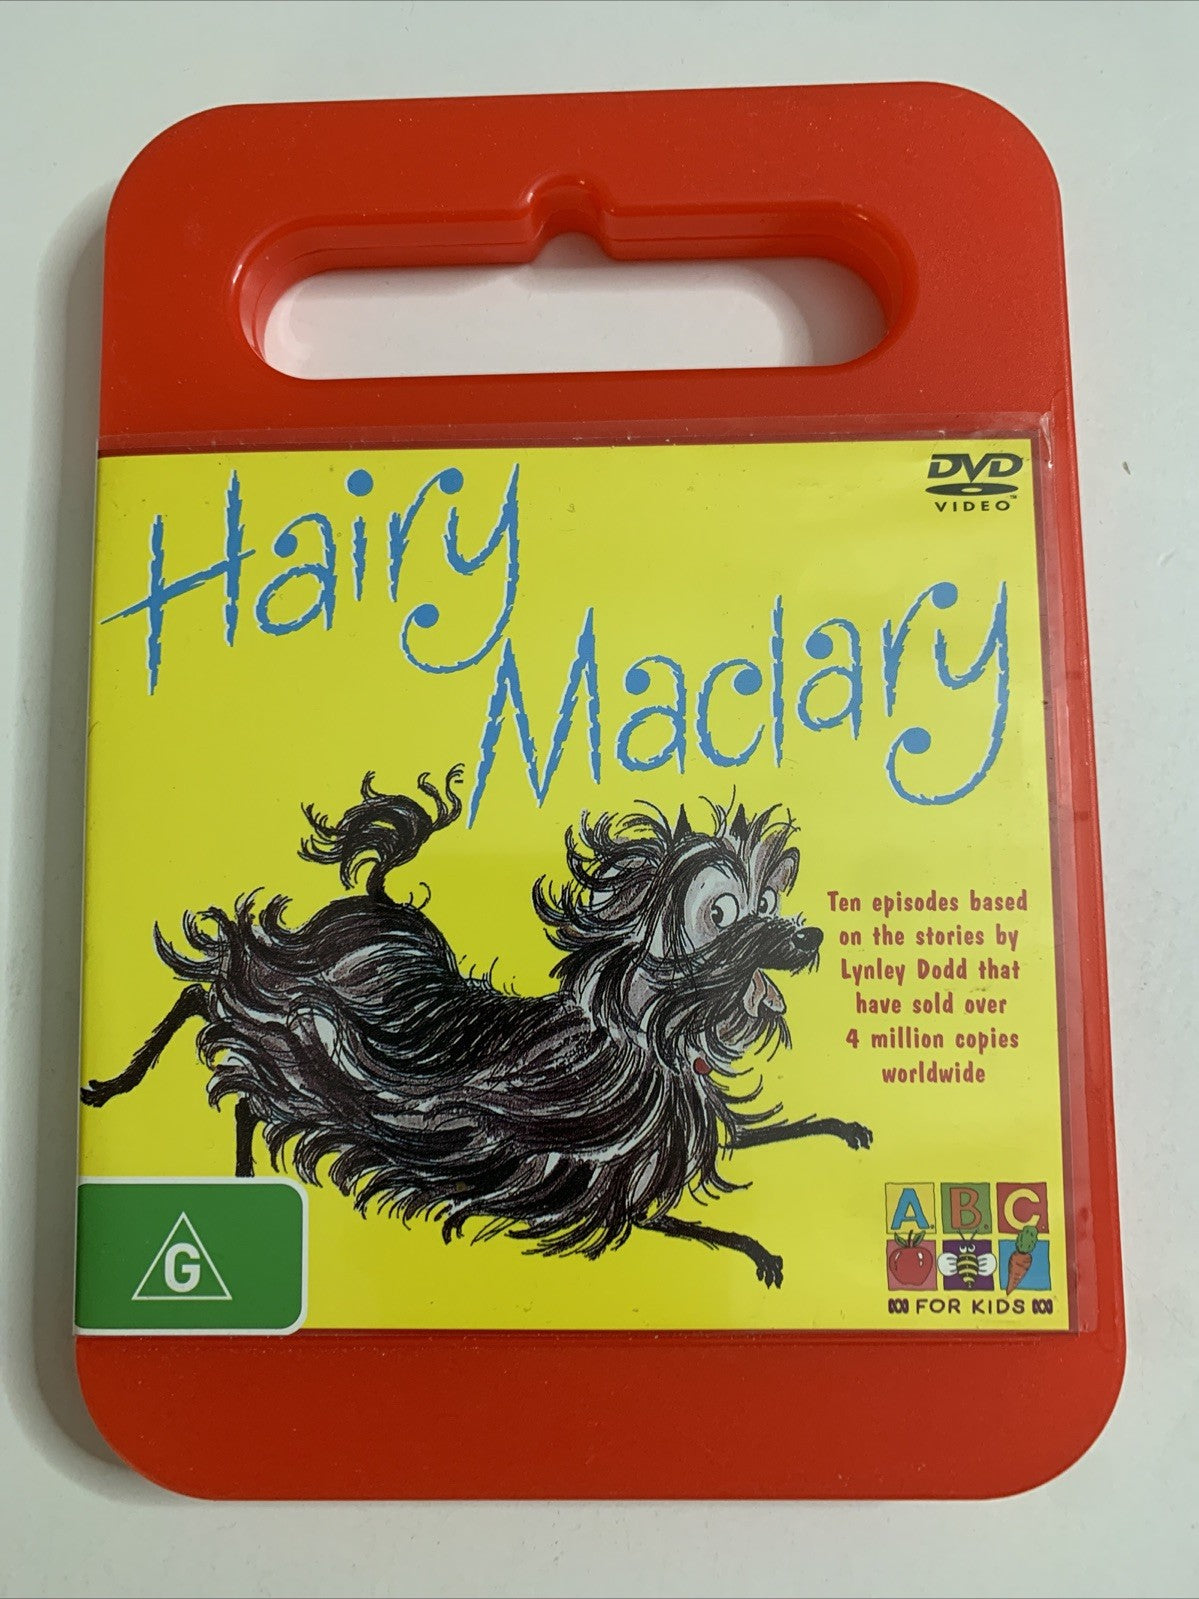 Hairy
Maclary
DVD
VIDEO™
Ten episodes based
on the stories by
Lynley Dodd that
have sold over
4 million copies
worldwide
G
A.B.C.
FOR KIDS